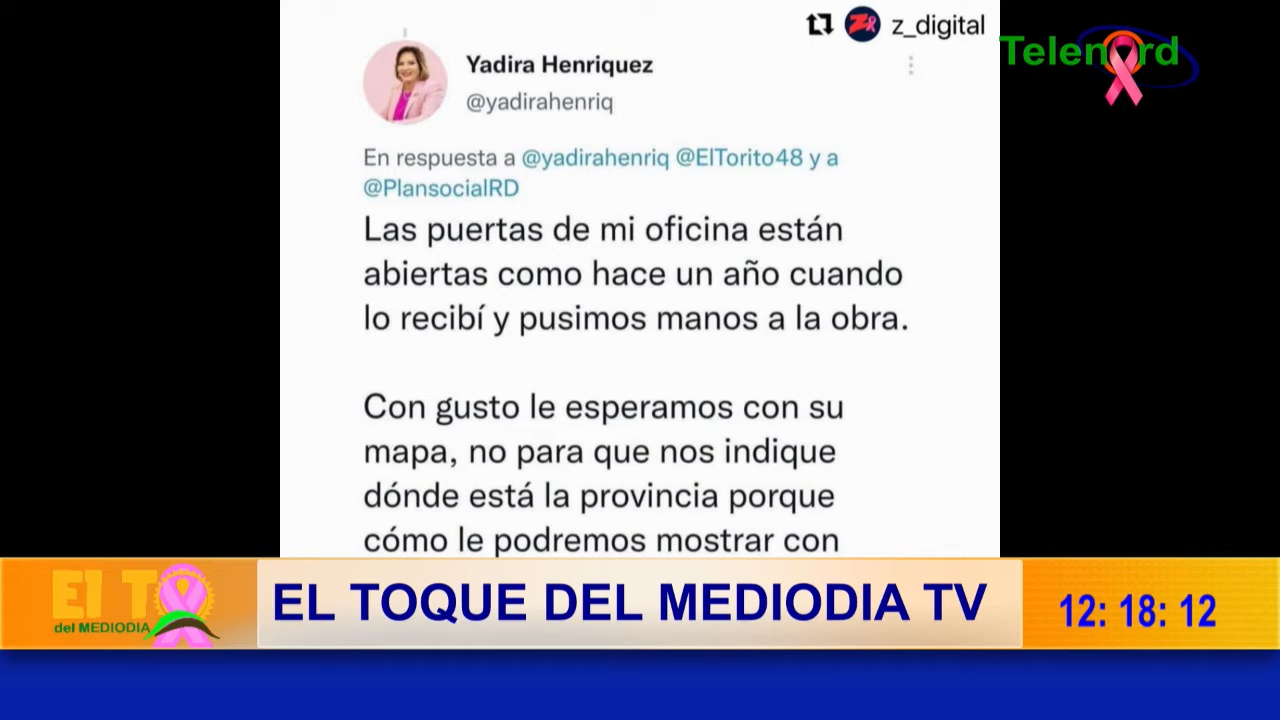 z_digital
Telenord
Yadira Henriquez
@yadirahenriq
En respuesta a @yadirahenriq @ElTorito48 y a
@PlansocialRD
Las puertas de mi oficina están
abiertas como hace un año cuando
lo recibí y pusimos manos a la obra.
Con gusto le esperamos con su
mapa, no para que nos indique
dónde está la provincia porque
cómo le podremos mostrar con
El TO
del MEDIODIA
EL TOQUE DEL MEDIODIA TV
12: 18: 12